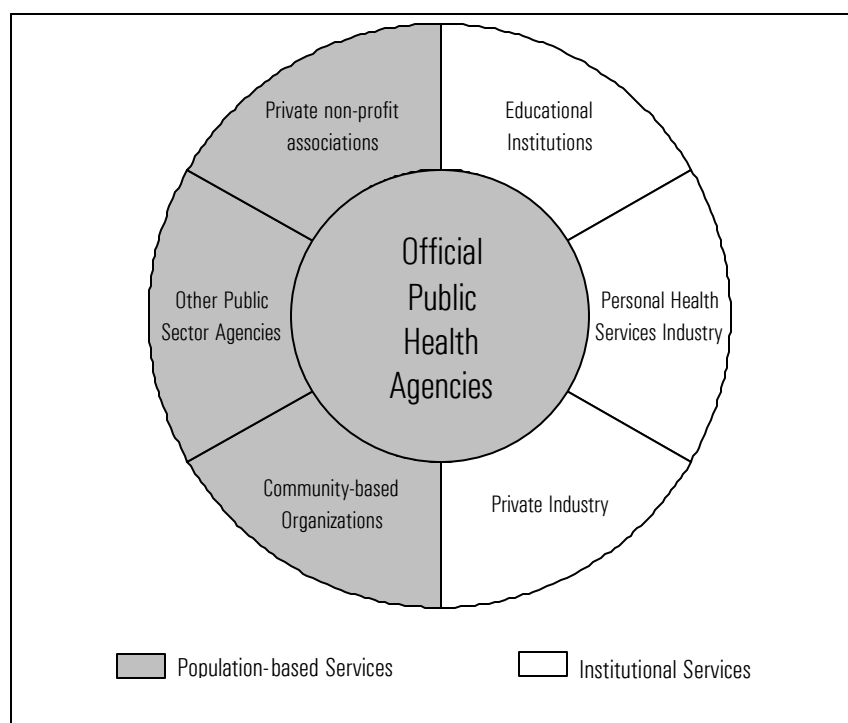 Private non-profit
associations
Educational
Institutions
Official
Public
Health
Agencies
Other Public
Sector Agencies
Personal Health
Services Industry
Community-based
Organizations
Private Industry
Population-based Services
Institutional Services